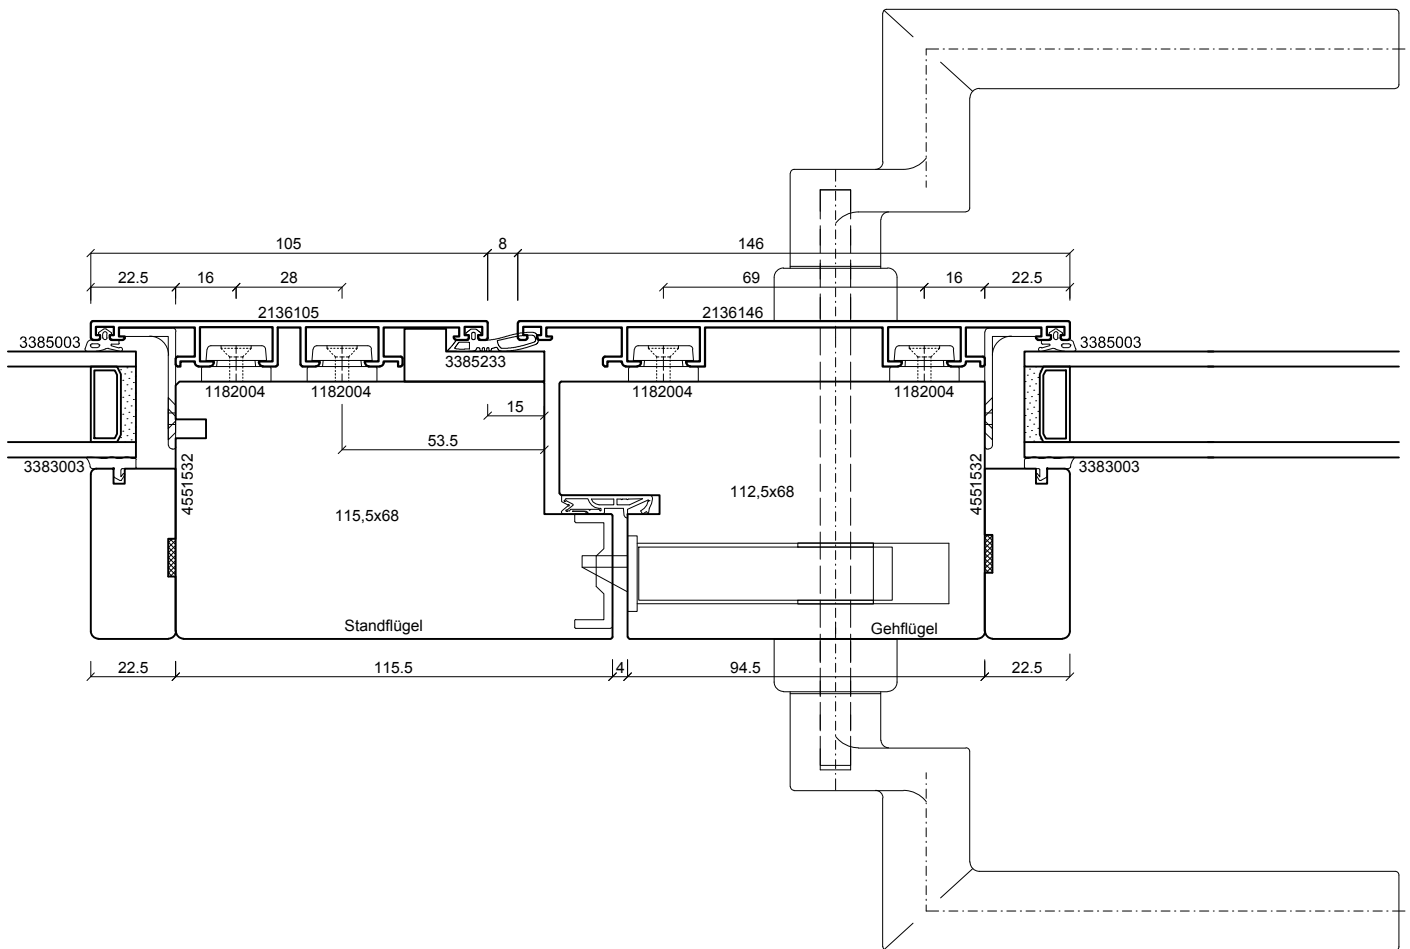 105 8 146
22.5 16 28 69 16 22.5
2136105 2136146
3385003 3385233 3385003
1182004 1182004 1182004 1182004
15
53.5
3383003 4551532 4551532 3383003
115,5x68 112,5x68
Standflügel Gehflügel
22.5 115.5 4 94.5 22.5